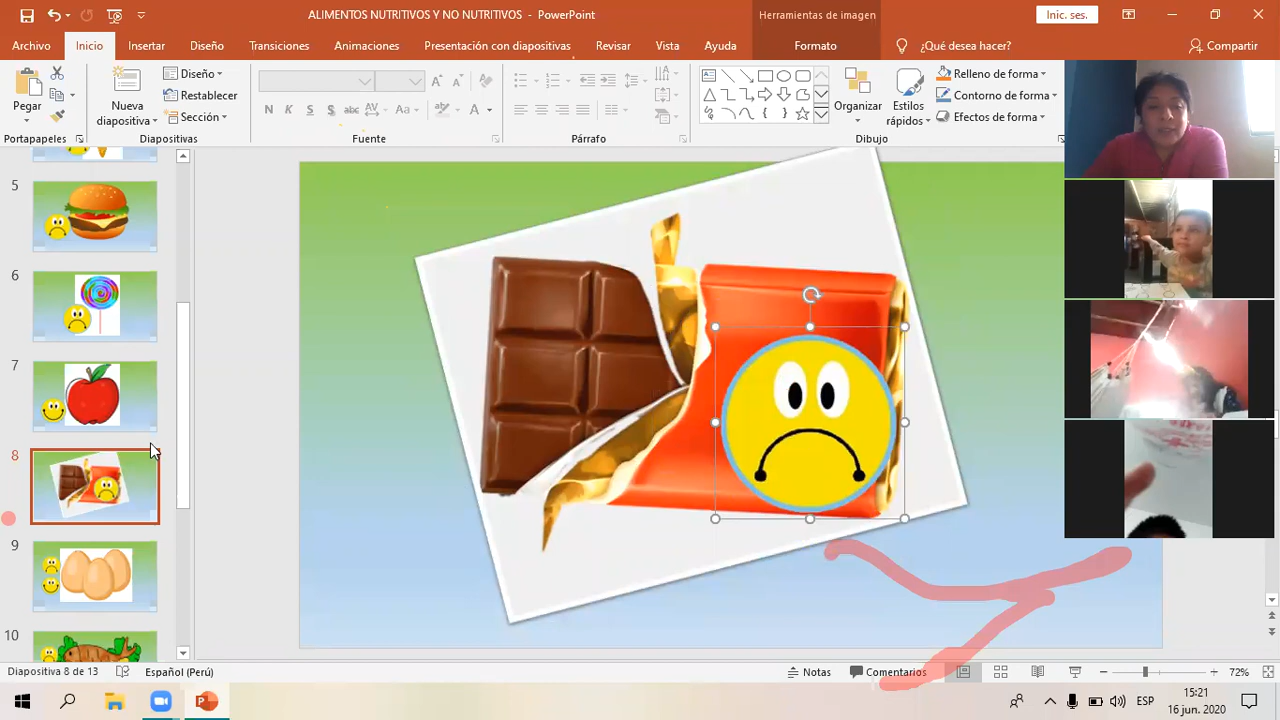 ALIMENTOS NUTRITIVOS Y NO NUTRITIVOS - PowerPoint
Herramientas de imagen
Inic. ses.
Archivo Inicio Insertar Diseño Transiciones Animaciones Presentación con diapositivas Revisar Vista Ayuda Formato ¿Qué desea hacer? Compartir
Pegar
Nueva diapositiva
Diseño
Restablecer
Sección
N K S S abc AV Aa A
Organizar
Estilos rápidos
Relleno de forma
Contorno de forma
Efectos de forma
Portapapeles Diapositivas Fuente Párrafo Dibujo
5
6
7
8
9
10
Diapositiva 8 de 13 Español (Perú) Notas Comentarios 72%
ESP
15:21
16 jun. 2020